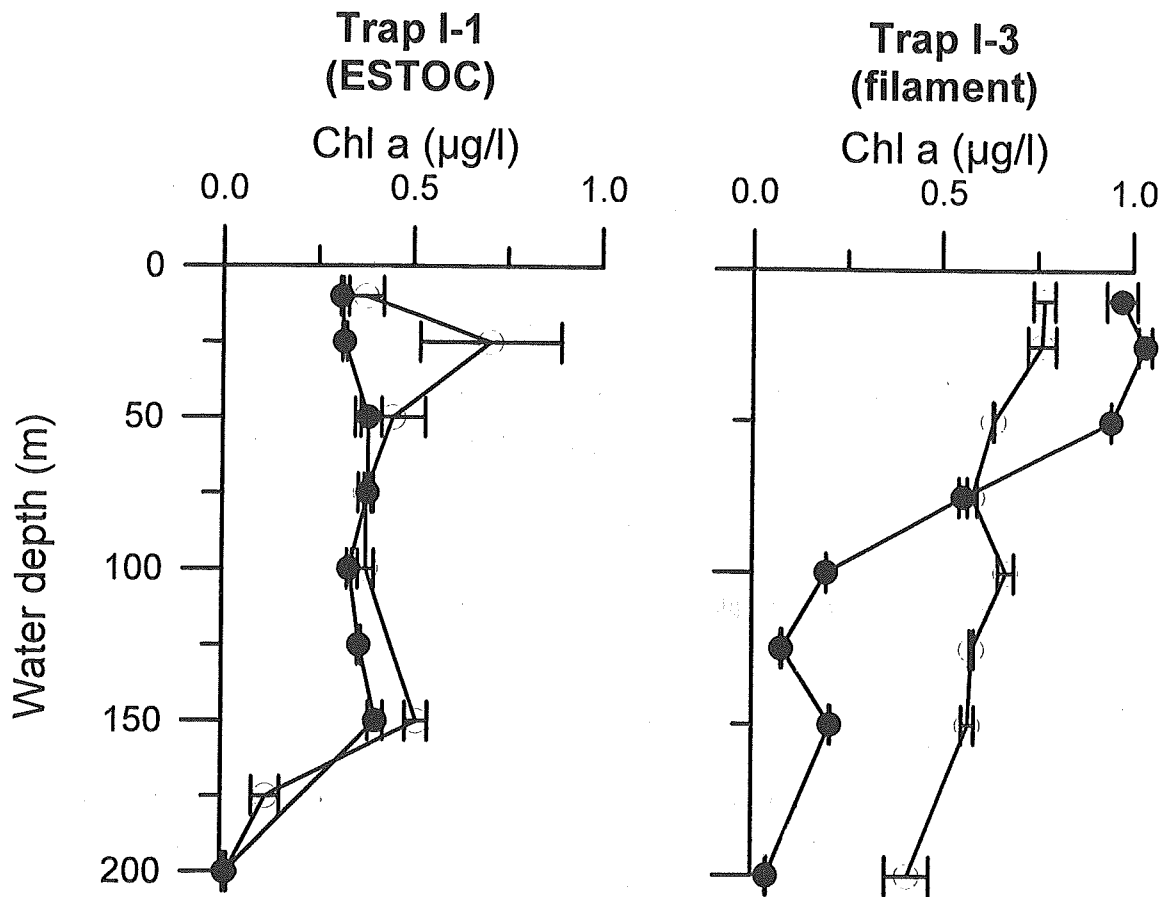 Trap I-1
(ESTOC)
Chl a (µg/l)
0.0 0.5 1.0
Trap I-3
(filament)
Chl a (µg/l)
0.0 0.5 1.0
Water depth (m)
0
50
100
150
200